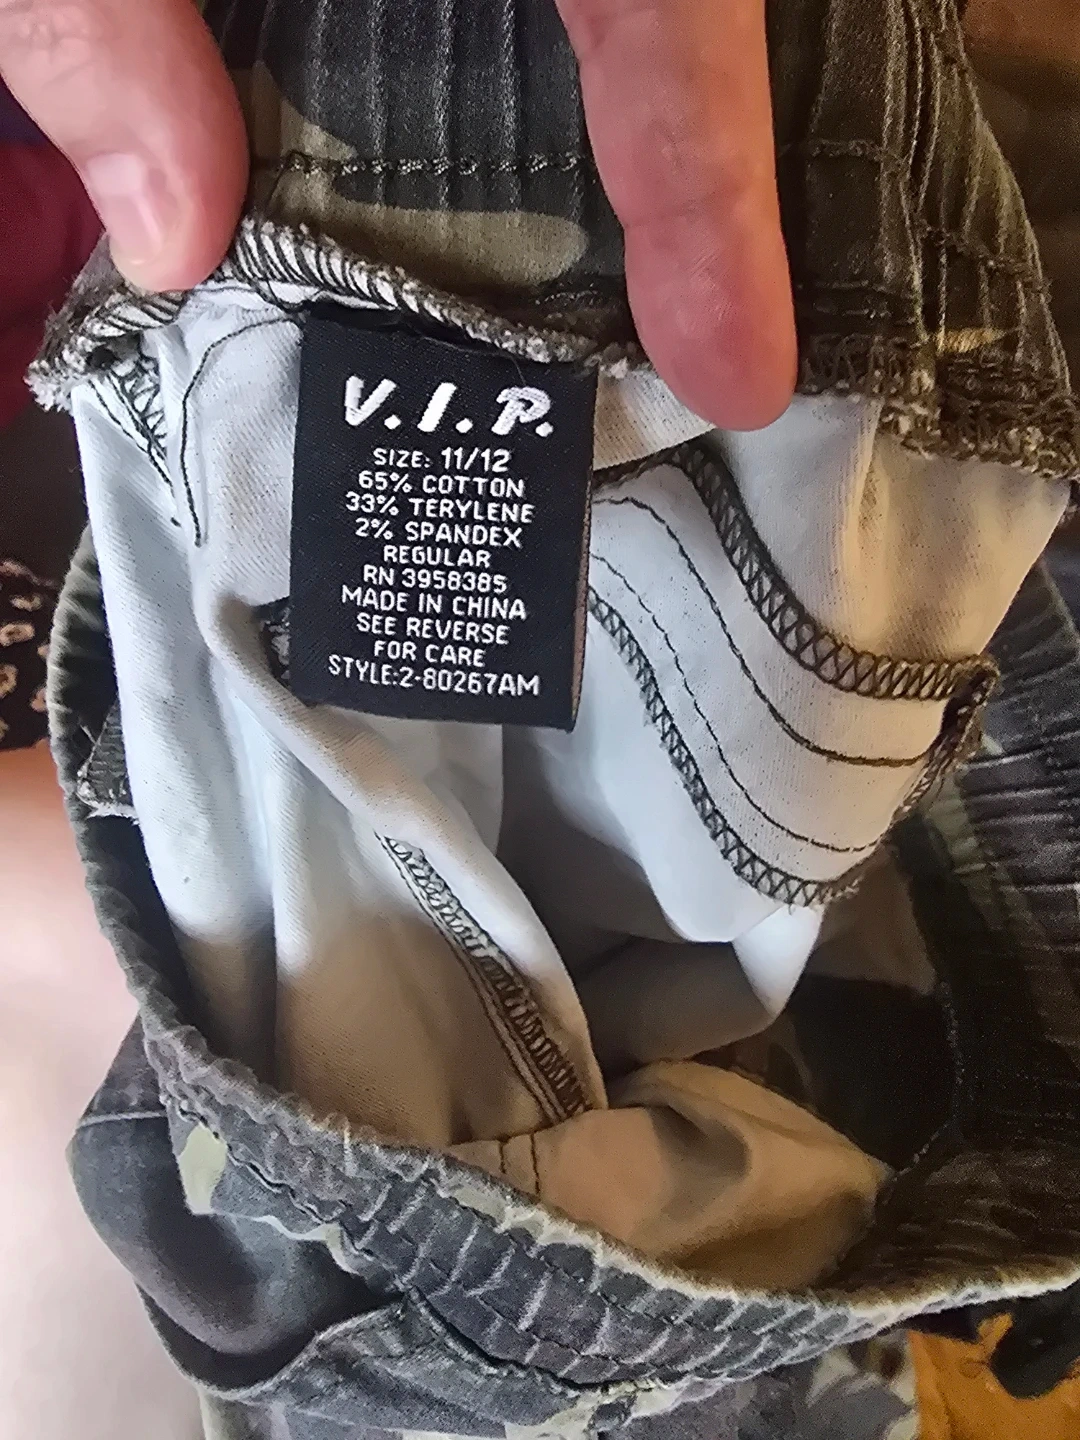 V.I.P.
SIZE: 11/12
65% COTTON
33% TERYLENE
2% SPANDEX
REGULAR
RN 3958385
MADE IN CHINA
SEE REVERSE
FOR CARE
STYLE:2-80267AM